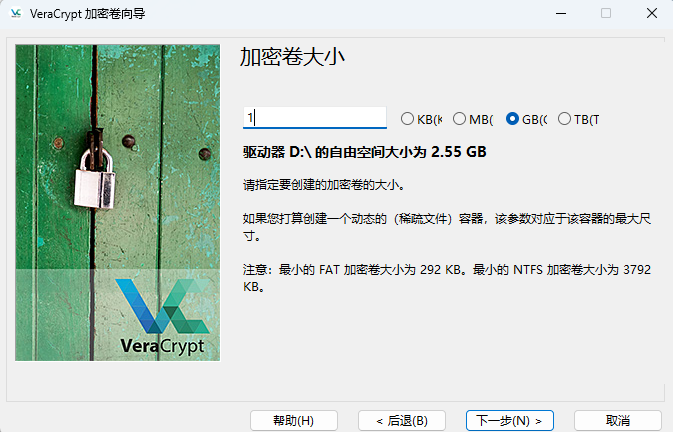 VeraCrypt 加密卷向导
加密卷大小
1
KB(K
MB(
GB(G
TB(T
驱动器 D:\ 的自由空间大小为 2.55 GB
请指定要创建的加密卷的大小。
如果您打算创建一个动态的（稀疏文件）容器，该参数对应于该容器的最大尺
寸。
注意：最小的 FAT 加密卷大小为 292 KB。最小的 NTFS 加密卷大小为 3792
KB。
VeraCrypt
帮助(H)
< 后退(B)
下一步(N) >
取消